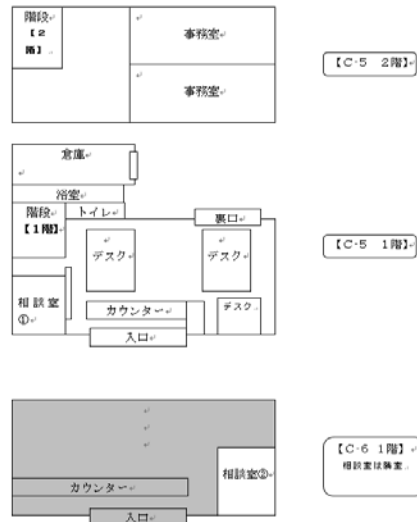 階段
【2
階】
事務室
事務室
【C-5 2階】
倉庫
浴室
階段
【1階】
トイレ
裏口
デスク
デスク
相談室
①
カウンター
デスク
入口
【C-5 1階】
相談室②
カウンター
入口
【C-6 1階】
相談室は隣室